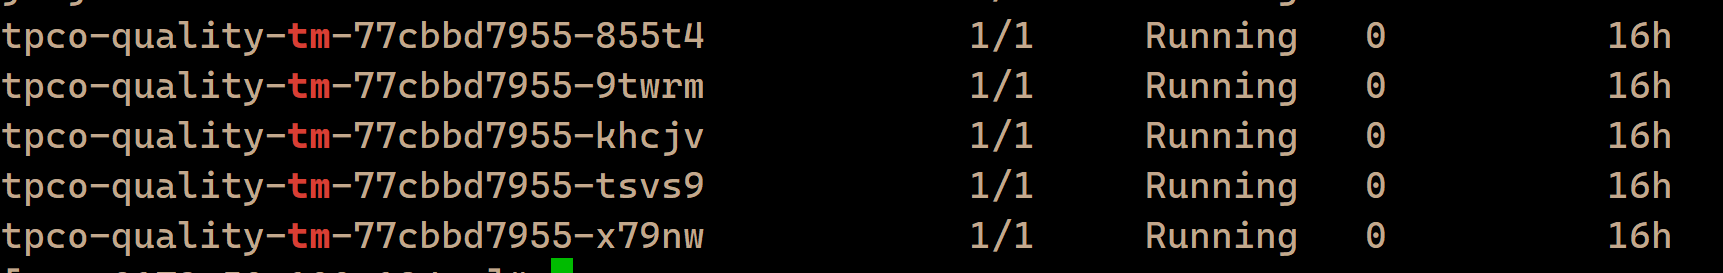 tpco-quality-tm-77cbbd7955-855t4 1/1 Running 0 16h
tpco-quality-tm-77cbbd7955-9twrm 1/1 Running 0 16h
tpco-quality-tm-77cbbd7955-khcjv 1/1 Running 0 16h
tpco-quality-tm-77cbbd7955-tsvs9 1/1 Running 0 16h
tpco-quality-tm-77cbbd7955-x79nw 1/1 Running 0 16h